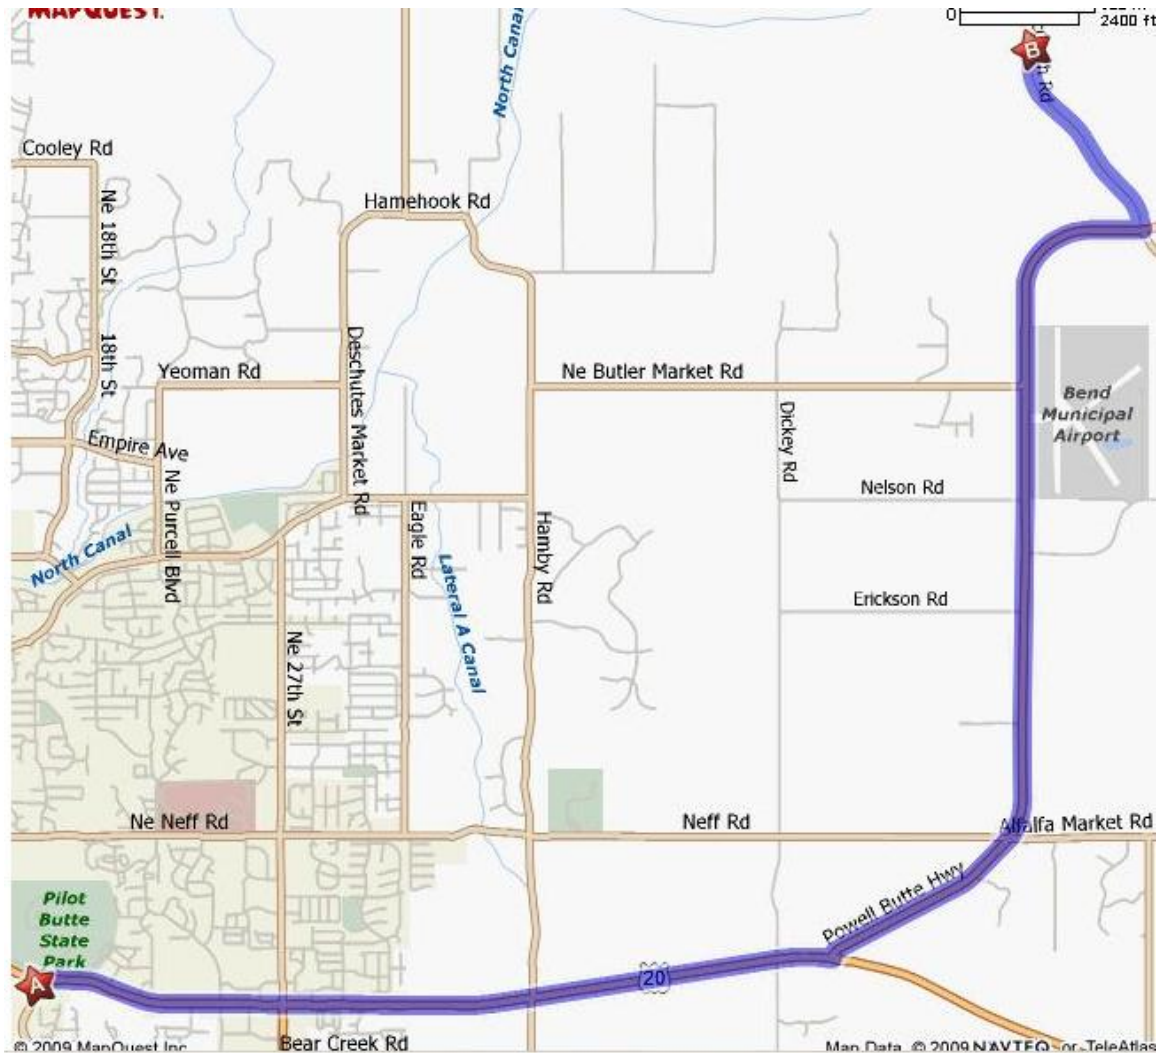 MAPQUEST.
0
2400 ft
B
Rd
North Canal
Cooley Rd
Ne 18th St
Hamehook Rd
18th St
Deschutes Market Rd
Yeoman Rd
Ne Butler Market Rd
Bend
Municipal
Airport
Dickey Rd
Empire Ave
Ne Purcell Blvd
Nelson Rd
Eagle Rd
Hamby Rd
North Canal
Lateral A Canal
Erickson Rd
Ne 27th St
Ne Neff Rd
Neff Rd
Alfalfa Market Rd
Powell Butte Hwy
Pilot
Butte
State
Park
A
20
Bear Creek Rd
© 2009 MapQuest Inc
Map Data © 2009 NAVTEQ or TeleAtlas